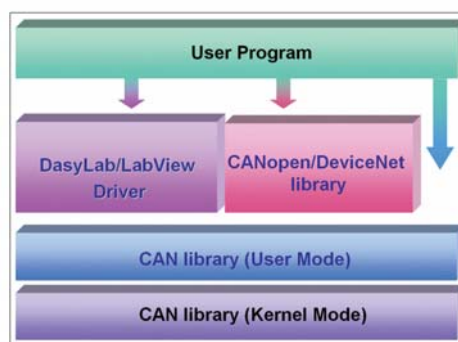 User Program
DasyLab/LabView
Driver
CANopen/DeviceNet
library
CAN library (User Mode)
CAN library (Kernel Mode)